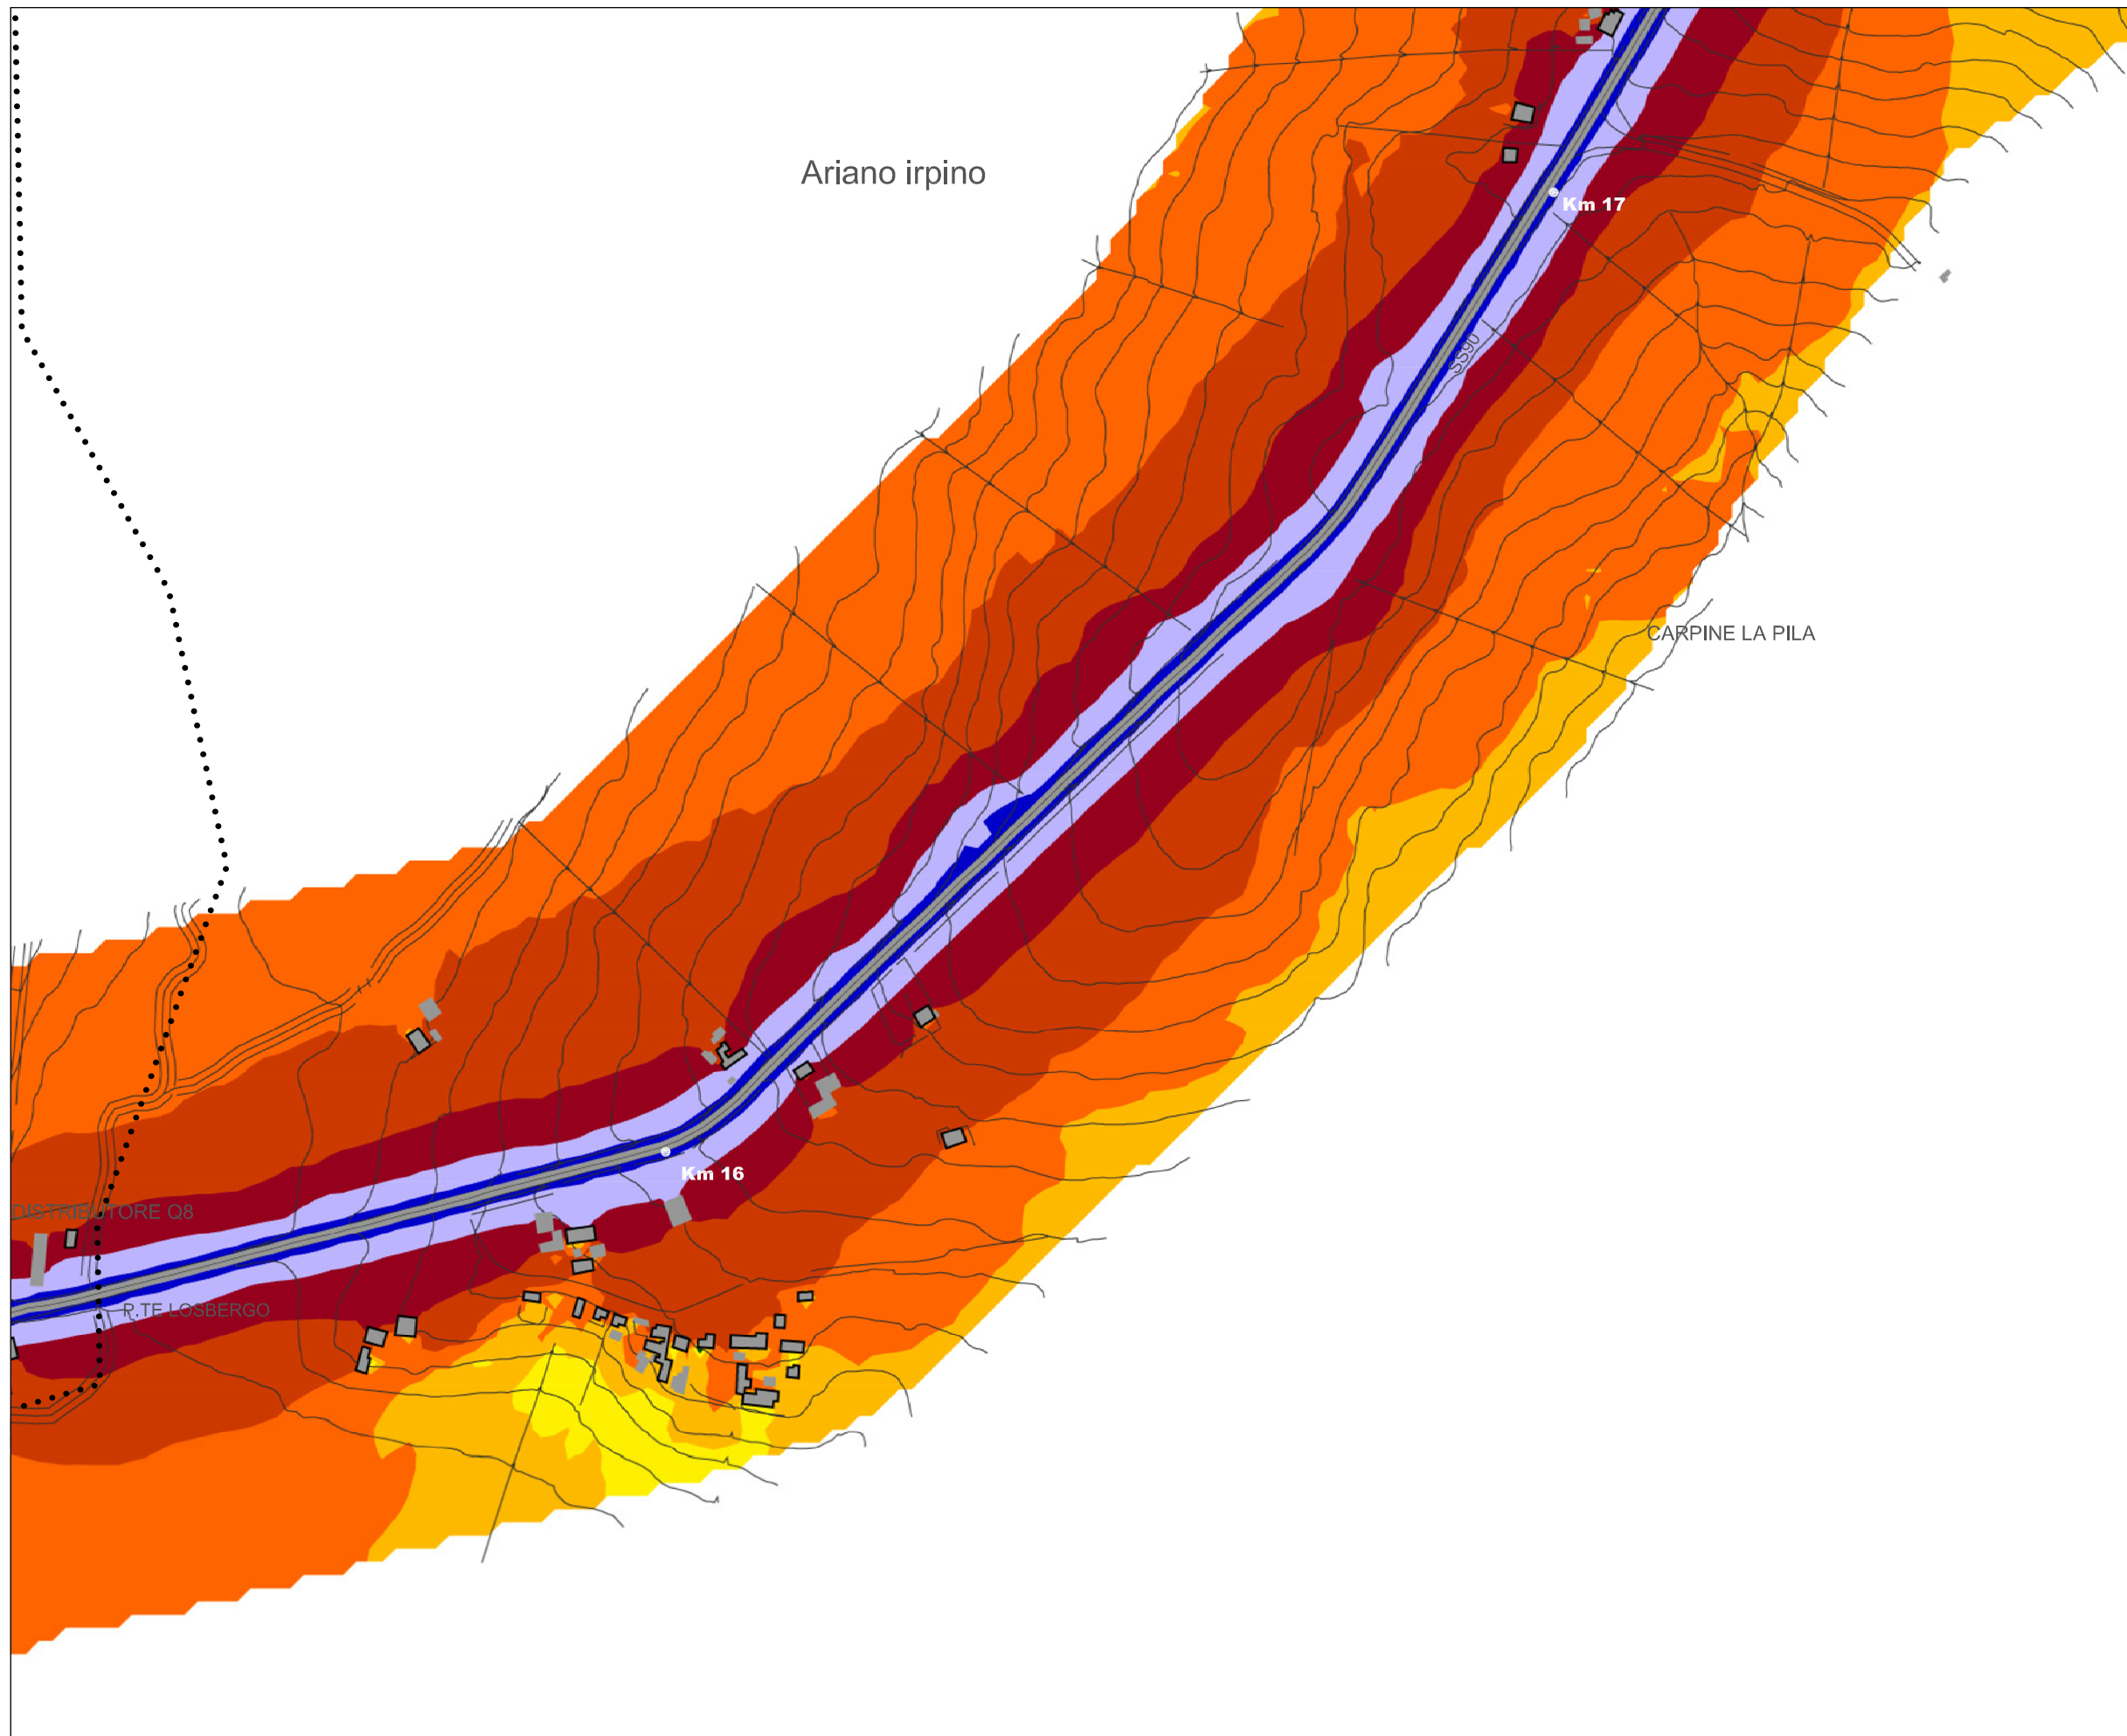 Ariano irpino
Km 17
SS90
CARPINE LA PILA
Km 16
DISTRIBUTORE Q8
P.TE LOSBERGO